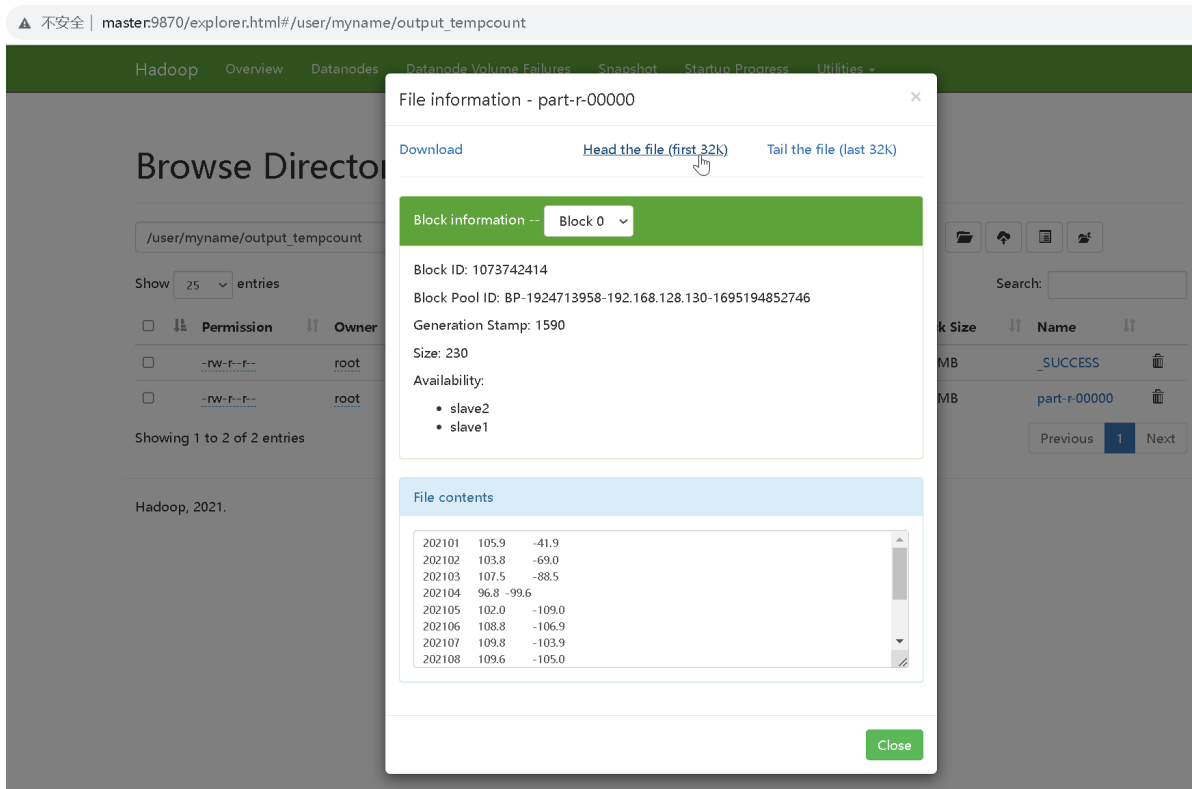 不安全 master:9870/explorer.html#/user/myname/output_tempcount
Hadoop Overview Datanodes Datanode Volume Failures Snapshot Startup Progress Utilities
File information - part-r-00000 ×
Download Head the file (first 32K) Tail the file (last 32K)
Browse Director
Block information -- Block 0
/user/myname/output_tempcount
Block ID: 1073742414
Show 25 entries
Search:
Block Pool ID: BP-1924713958-192.168.128.130-1695194852746
Generation Stamp: 1590
Permission Owner
k Size Name
Size: 230
-rw-r--r-- root
MB _SUCCESS
Availability:
-rw-r--r-- root
MB part-r-00000
slave2
slave1
Showing 1 to 2 of 2 entries
Previous 1 Next
File contents
Hadoop, 2021.
202101 105.9 -41.9
202102 103.8 -69.0
202103 107.5 -88.5
202104 96.8 -99.6
202105 102.0 -109.0
202106 108.8 -106.9
202107 109.8 -103.9
202108 109.6 -105.0
Close